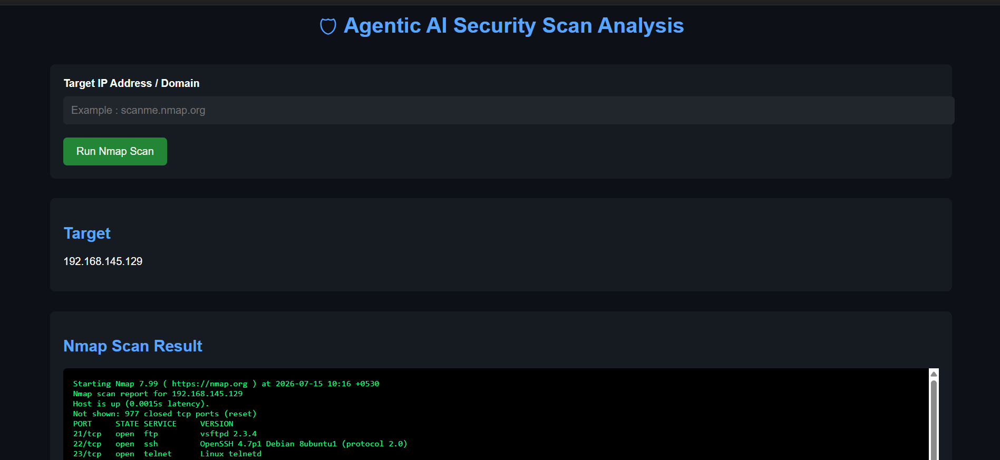 Agentic AI Security Scan Analysis
Target IP Address / Domain
Example : scanme.nmap.org
Run Nmap Scan
Target
192.168.145.129
Nmap Scan Result
Starting Nmap 7.99 ( https://nmap.org ) at 2026-07-15 10:16 +0530
Nmap scan report for 192.168.145.129
Host is up (0.0015s latency).
Not shown: 977 closed tcp ports (reset)
PORT     STATE SERVICE     VERSION
21/tcp   open  ftp         vsftpd 2.3.4
22/tcp   open  ssh         OpenSSH 4.7p1 Debian 8ubuntu1 (protocol 2.0)
23/tcp   open  telnet      Linux telnetd